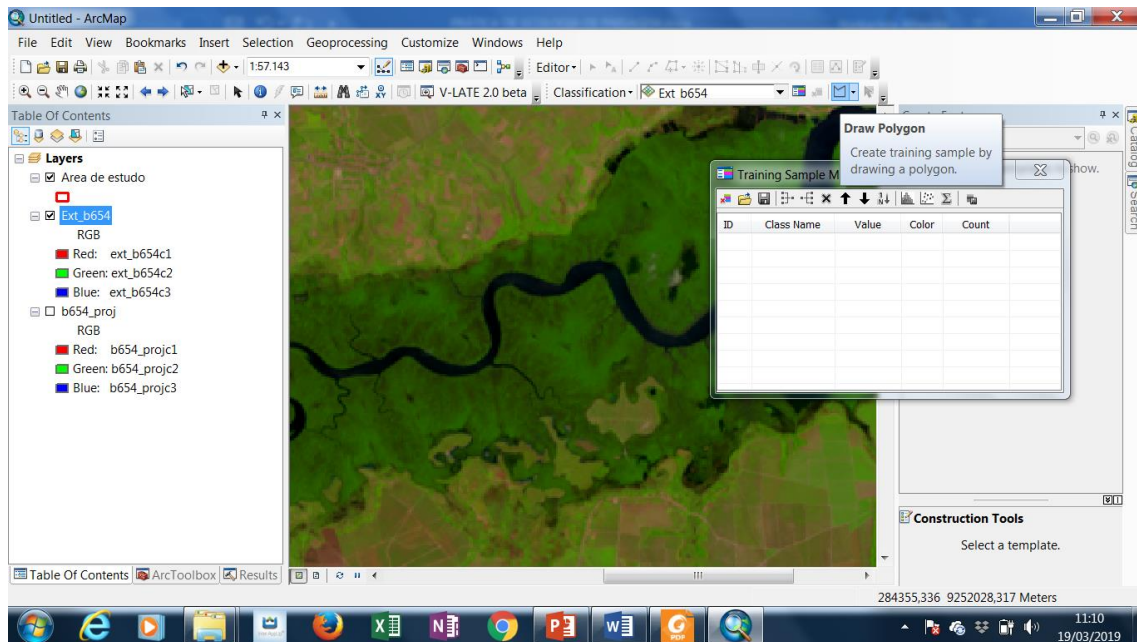 Untitled - ArcMap
File Edit View Bookmarks Insert Selection Geoprocessing Customize Windows Help
1:57.143 Editor
V-LATE 2.0 beta Classification Ext_b654
Table Of Contents
Layers
Area de estudo
Ext_b654
RGB
Red: ext_b654c1
Green: ext_b654c2
Blue: ext_b654c3
b654_proj
RGB
Red: b654_projc1
Green: b654_projc2
Blue: b654_projc3
Draw Polygon
Create training sample by
drawing a polygon.
Training Sample M
ID Class Name Value Color Count
show.
Catalog
Search
Construction Tools
Select a template.
Table Of Contents ArcToolbox Results
284355,336 9252028,317 Meters
11:10
19/03/2019